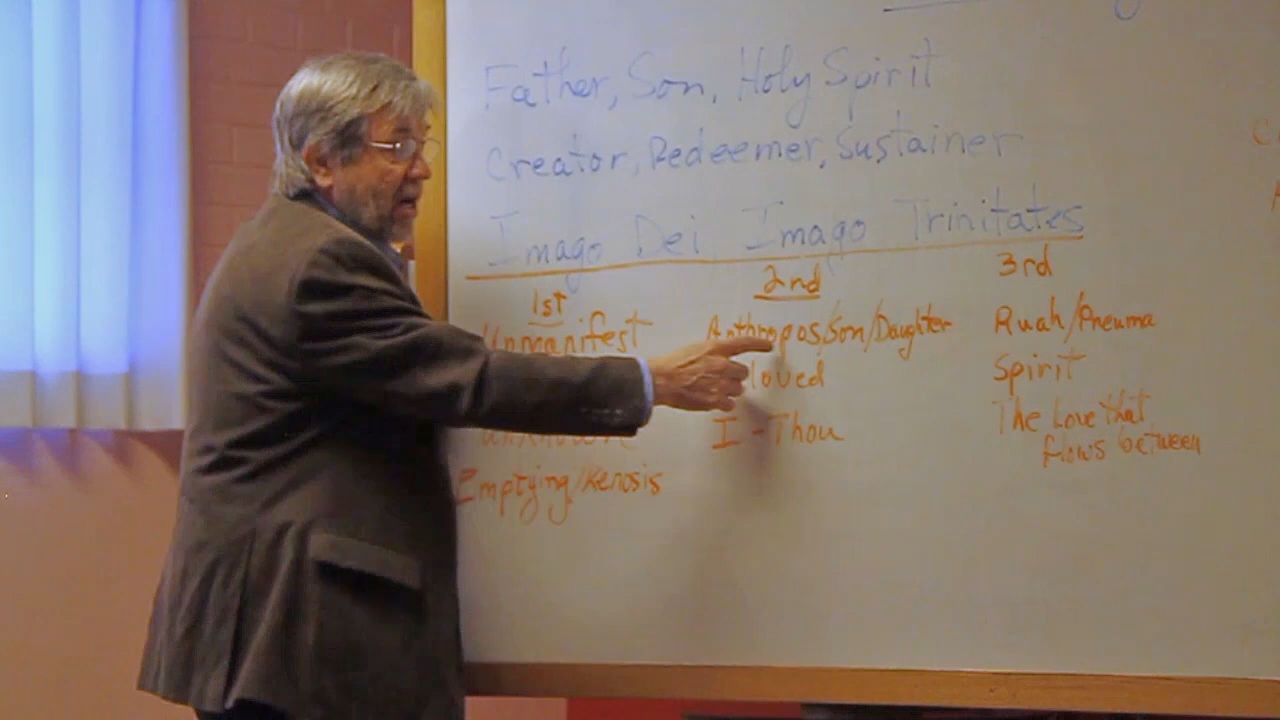 Father, Son, Holy Spirit
Creator, Redeemer, Sustainer
Imago Dei, Imago Trinitates
1st
2nd
3rd
Unmanifest
Anthropos/Son/Daughter
Ruah/Pneuma
Spirit
I - Thou
The Love that
flows between
Emptying/Kenosis